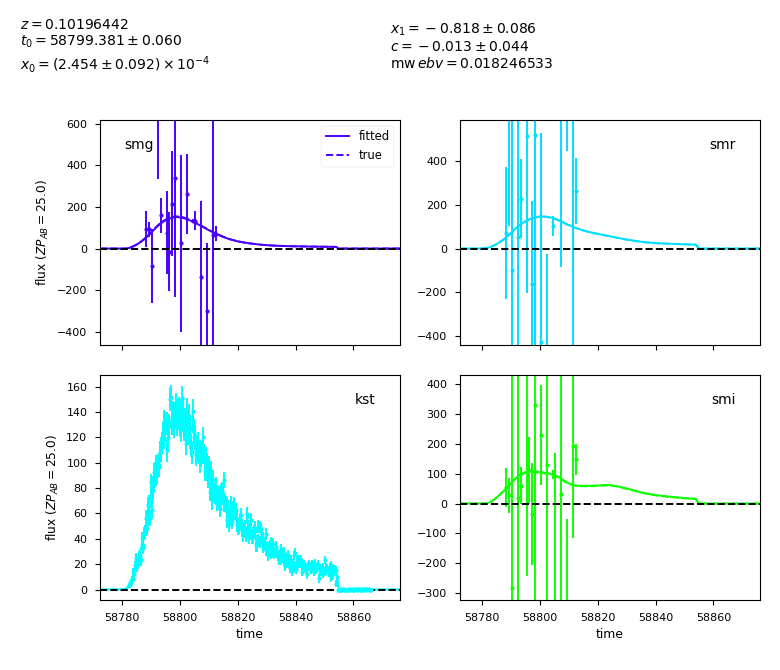 z = 0.10196442
t₀ = 58799.381 ± 0.060
x₀ = (2.454 ± 0.092) × 10⁻⁴
x₁ = −0.818 ± 0.086
c = −0.013 ± 0.044
mw ebv = 0.018246533
600
400
200
0
−200
−400
flux (ZP_AB = 25.0)
smg
fitted
true
400
200
0
−200
−400
smr
160
140
120
100
80
60
40
20
0
flux (ZP_AB = 25.0)
kst
58780 58800 58820 58840 58860
time
400
300
200
100
0
−100
−200
−300
smi
58780 58800 58820 58840 58860
time